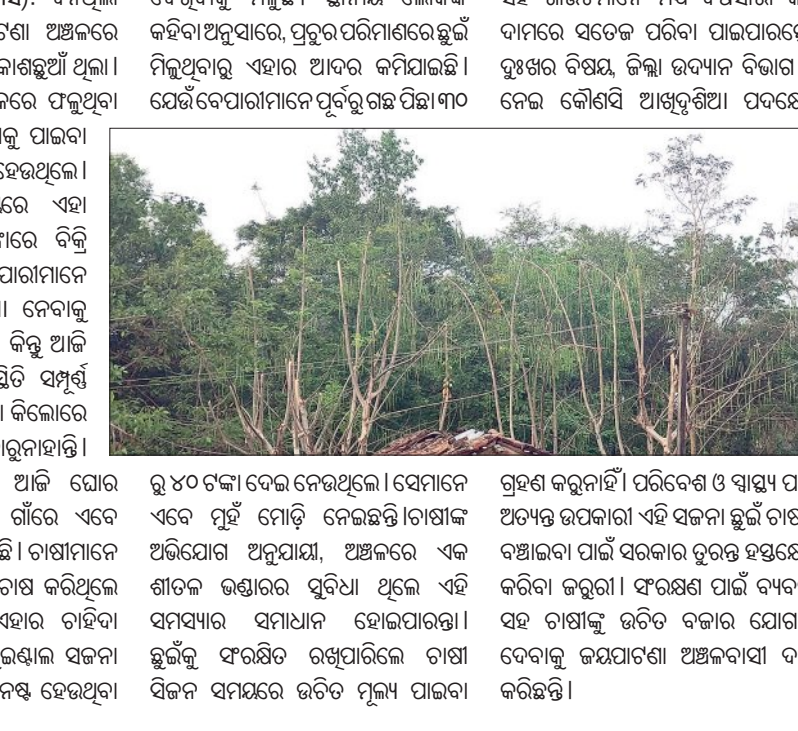 ଟଣା ଅଞ୍ଚଳରେ
କାଶଛୁଆଁ ଥିଲା ।
ଳରେ ଫଳୁଥିବା
କୁ ପାଇବା
ହେଉଥିଲେ ।
ରେ ଏହା
କାରେ ବିକ୍ରି
ପାରୀମାନେ
ା ନେବାକୁ
କିନ୍ତୁ ଆଜି
ସ୍ଥିତି ସମ୍ପୂର୍ଣ୍ଣ
ା କିଲୋରେ
ାରୁନାହାନ୍ତି ।
ଆଜି ଘୋର
ଗାଁରେ ଏବେ
ଛି । ଚାଷୀମାନେ
ଚାଷ କରିଥିଲେ
ଏହାର ଚାହିଦା
ୁଇଣ୍ଟାଲ ସଜନା
ନଷ୍ଟ ହେଉଥିବା
ଦେଖିବାକୁ ମିଳୁଛି । ସ୍ଥାନୀୟ ଲୋକଙ୍କ
କହିବା ଅନୁସାରେ, ପ୍ରଚୁର ପରିମାଣରେ ଛୁଇଁ
ମିଳୁଥିବାରୁ ଏହାର ଆଦର କମିଯାଇଛି ।
ଯେଉଁ ବେପାରୀମାନେ ପୂର୍ବରୁ ଗଛ ପିଛା ୩୦
ରୁ ୪୦ ଟଙ୍କା ଦେଇ ନେଉଥିଲେ । ସେମାନେ
ଏବେ ମୁହଁ ମୋଡ଼ି ନେଇଛନ୍ତି ।ଚାଷୀଙ୍କ
ଅଭିଯୋଗ ଅନୁଯାୟୀ, ଅଞ୍ଚଳରେ ଏକ
ଶୀତଳ ଭଣ୍ଡାରର ସୁବିଧା ଥିଲେ ଏହି
ସମସ୍ୟାର ସମାଧାନ ହୋଇପାରନ୍ତା ।
ଛୁଇଁକୁ ସଂରକ୍ଷିତ ରଖିପାରିଲେ ଚାଷୀ
ସିଜନ ସମୟରେ ଉଚିତ ମୂଲ୍ୟ ପାଇବା
ଦାମରେ ସତେଜ ପରିବା ପାଇପାରନ୍ତେ
ଦୁଃଖର ବିଷୟ, ଜିଲ୍ଲା ଉଦ୍ୟାନ ବିଭାଗ
ନେଇ କୌଣସି ଆଖିଦୃଶିଆ ପଦକ୍ଷେ
ଗ୍ରହଣ କରୁନାହିଁ । ପରିବେଶ ଓ ସ୍ୱାସ୍ଥ୍ୟ ପ
ଅତ୍ୟନ୍ତ ଉପକାରୀ ଏହି ସଜନା ଛୁଇଁ ଚାଷ
ବଞ୍ଚାଇବା ପାଇଁ ସରକାର ତୁରନ୍ତ ହସ୍ତକ୍ଷେ
କରିବା ଜରୁରୀ । ସଂରକ୍ଷଣ ପାଇଁ ବ୍ୟବ
ସହ ଚାଷୀଙ୍କୁ ଉଚିତ ବଜାର ଯୋଗ
ଦେବାକୁ ଜୟପାଟଣା ଅଞ୍ଚଳବାସୀ ଦ
କରିଛନ୍ତି ।